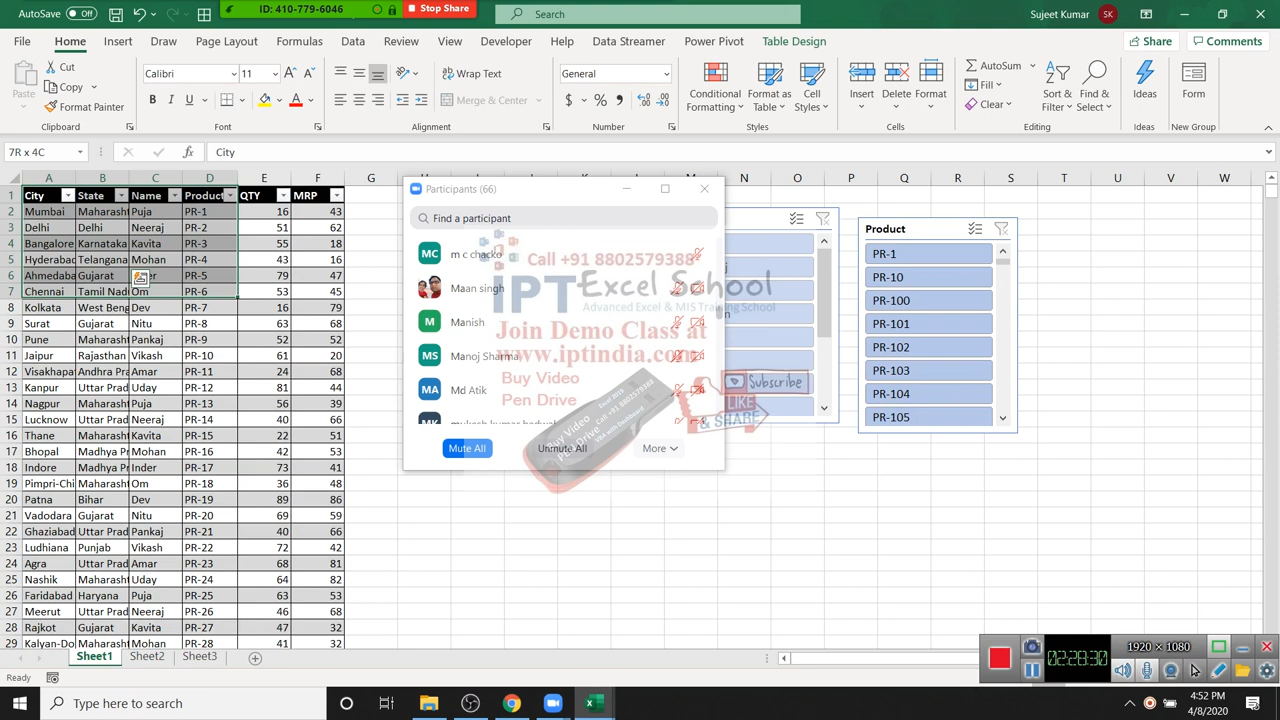 AutoSave Off
ID: 410-779-6046
Stop Share
Search
Sujeet Kumar
SK
File Home Insert Draw Page Layout Formulas Data Review View Developer Help Data Streamer Power Pivot Table Design
Share
Comments
Paste
Cut
Copy
Format Painter
Clipboard
Calibri 11
B I U
Font
Wrap Text
Merge & Center
Alignment
General
$ % ,
Number
Conditional Formatting
Format as Table
Cell Styles
Styles
Insert Delete Format
Cells
AutoSum
Fill
Clear
Sort & Filter
Find & Select
Editing
Ideas
Ideas
Form
New Group
7R x 4C
fx
City
A B C D E F G H M N O P Q R S T U V W
1 City State Name Product QTY MRP
2 Mumbai Maharasht Puja PR-1 16 43
3 Delhi Delhi Neeraj PR-2 51 62
4 Bangalore Karnataka Kavita PR-3 55 18
5 Hyderabad Telangana Mohan PR-4 43 16
6 Ahmedaba Gujarat er PR-5 79 47
7 Chennai Tamil Nad Om PR-6 53 45
8 Kolkata West Beng Dev PR-7 16 79
9 Surat Gujarat Nitu PR-8 63 68
10 Pune Maharasht Pankaj PR-9 52 52
11 Jaipur Rajasthan Vikash PR-10 61 20
12 Visakhapa Andhra Pra Amar PR-11 24 68
13 Kanpur Uttar Prad Uday PR-12 81 44
14 Nagpur Maharasht Puja PR-13 56 42
15 Lucknow Uttar Prad Neeraj PR-14 40 66
16 Thane Maharasht Kavita PR-15 22 51
17 Bhopal Madhya Pr Mohan PR-16 42 53
18 Indore Madhya Pr Inder PR-17 73 41
19 Pimpri-Chi Maharasht Om PR-18 36 48
20 Patna Bihar Dev PR-19 89 86
21 Vadodara Gujarat Nitu PR-20 69 59
22 Ghaziabad Uttar Prad Pankaj PR-21 40 66
23 Ludhiana Punjab Vikash PR-22 72 42
24 Agra Uttar Prad Amar PR-23 68 81
25 Nashik Maharasht Uday PR-24 64 82
26 Faridabad Haryana Puja PR-25 63 53
27 Meerut Uttar Prad Neeraj PR-26 46 68
28 Rajkot Gujarat Kavita PR-27 47 32
29 Kalyan-Do Maharasht Mohan PR-28 41 32
Participants (66)
Find a participant
MC m c chacko
Maan singh
M Manish
MS Manoj Sharma
MA Md Atik
Mute All
Unmute All
More
Call +91 8802579388
IPT Excel School
Advanced Excel & MIS Training School
Join Demo Class at
www.iptindia.com
Buy Video
Pen Drive
Subscribe
LIKE
& SHARE
Product
PR-1
PR-10
PR-100
PR-101
PR-102
PR-103
PR-104
PR-105
Sheet1 Sheet2 Sheet3
Ready
1920 × 1080
02:28:30
Type here to search
4:52 PM
4/8/2020